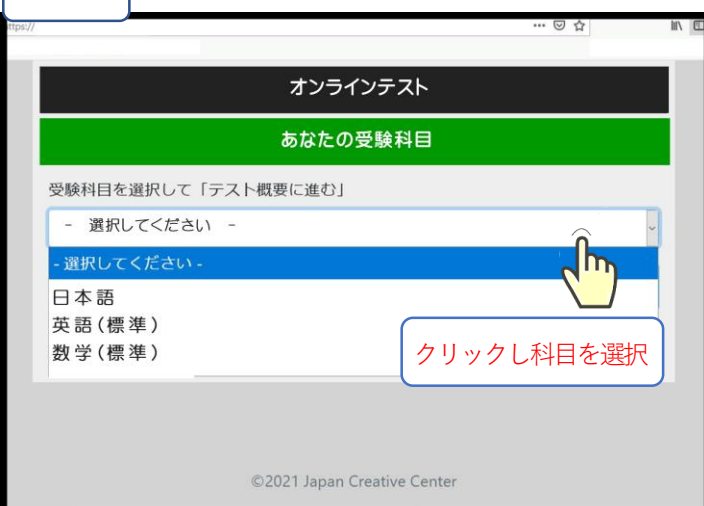 ttps://
オンラインテスト
あなたの受験科目
受験科目を選択して「テスト概要に進む」
- 選択してください -
- 選択してください -
日本語
英語(標準)
数学(標準)
クリックし科目を選択
©2021 Japan Creative Center